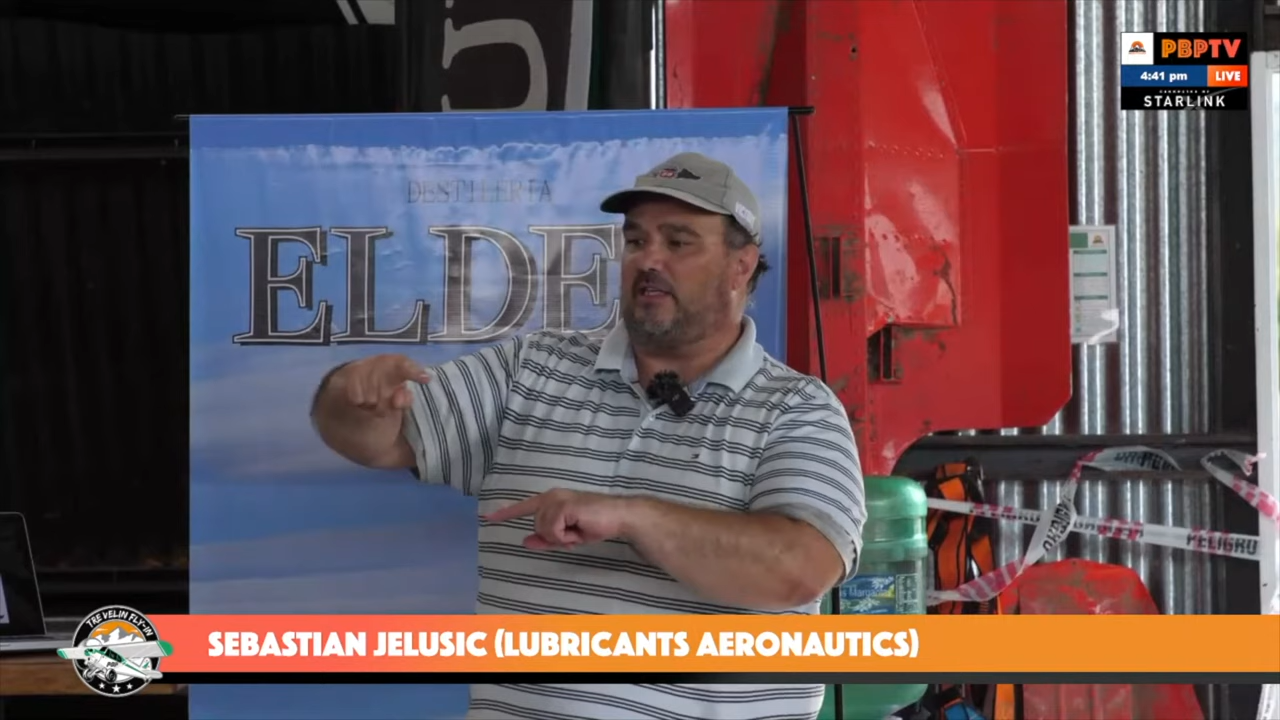 PBPTV
4:41 pm LIVE
STARLINK
DESTILERIA
ELDE
PELIGRO
TREVELIN FLY-IN
SEBASTIAN JELUSIC (LUBRICANTS AERONAUTICS)